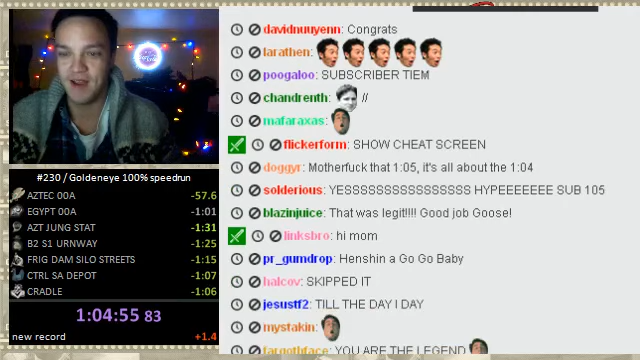 davidnuuyenn: Congrats
larathen:
poogaloo: SUBSCRIBER TIEM
chandrenth: //
mafaraxas:
flickerform: SHOW CHEAT SCREEN
doggyr: Motherfuck that 1:05, it's all about the 1:04
solderious: YESSSSSSSSSSSSSSSS HYPEEEEEEE SUB 105
blazinjuice: That was legit!!!! Good job Goose!
linksbro: hi mom
pr_gumdrop: Henshin a Go Go Baby
halcov: SKIPPED IT
jesustf2: TILL THE DAY I DAY
mystakin:
fargothface: YOU ARE THE LEGEND
#230 / Goldeneye 100% speedrun
AZTEC 00A -57.6
EGYPT 00A -1:01
AZT JUNG STAT -1:31
B2 S1 URNWAY -1:25
FRIG DAM SILO STREETS -1:15
CTRL SA DEPOT -1:07
CRADLE -1:06
1:04:55 83
new record +1.4